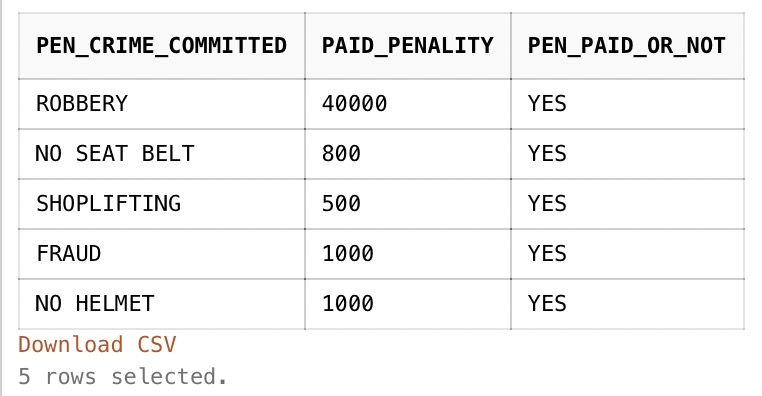 PEN_CRIME_COMMITTED PAID_PENALITY PEN_PAID_OR_NOT
ROBBERY 40000 YES
NO SEAT BELT 800 YES
SHOPLIFTING 500 YES
FRAUD 1000 YES
NO HELMET 1000 YES
Download CSV
5 rows selected.